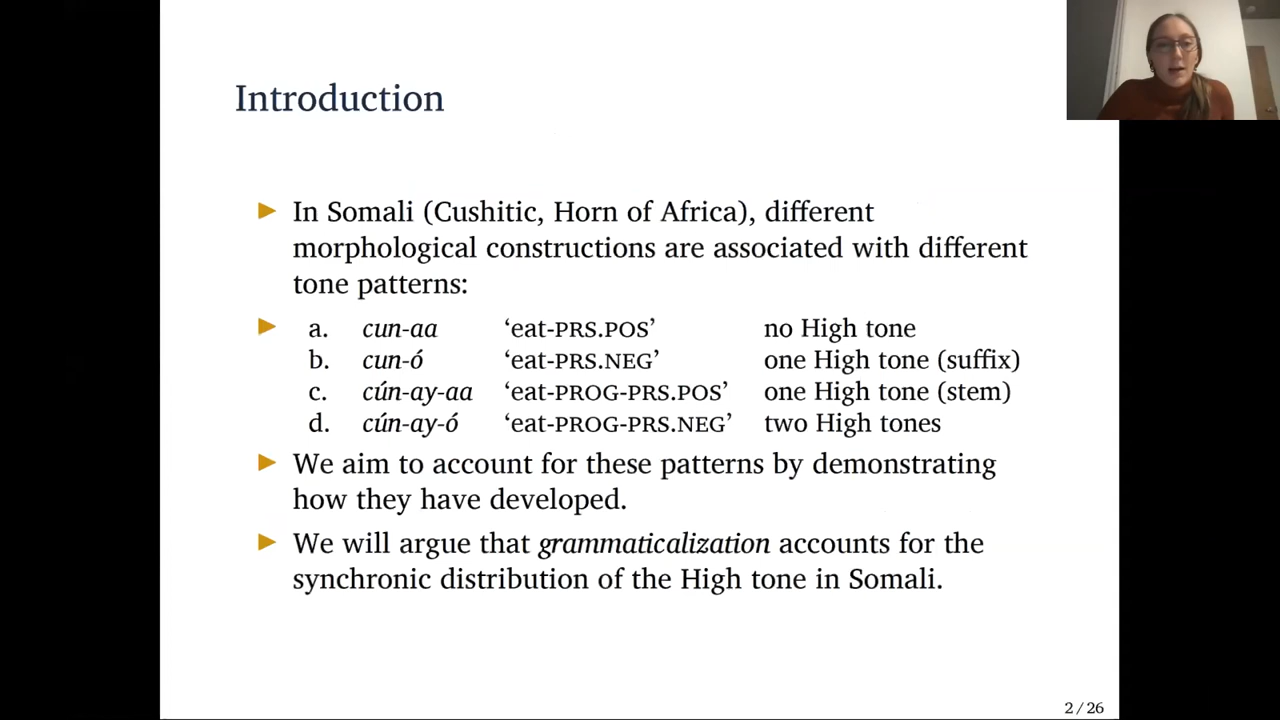 Introduction
▶ In Somali (Cushitic, Horn of Africa), different
morphological constructions are associated with different
tone patterns:
▶ a. cun-aa ‘eat-PRS.POS’ no High tone
b. cun-ó ‘eat-PRS.NEG’ one High tone (suffix)
c. cún-ay-aa ‘eat-PROG-PRS.POS’ one High tone (stem)
d. cún-ay-ó ‘eat-PROG-PRS.NEG’ two High tones
▶ We aim to account for these patterns by demonstrating
how they have developed.
▶ We will argue that grammaticalization accounts for the
synchronic distribution of the High tone in Somali.
2 / 26